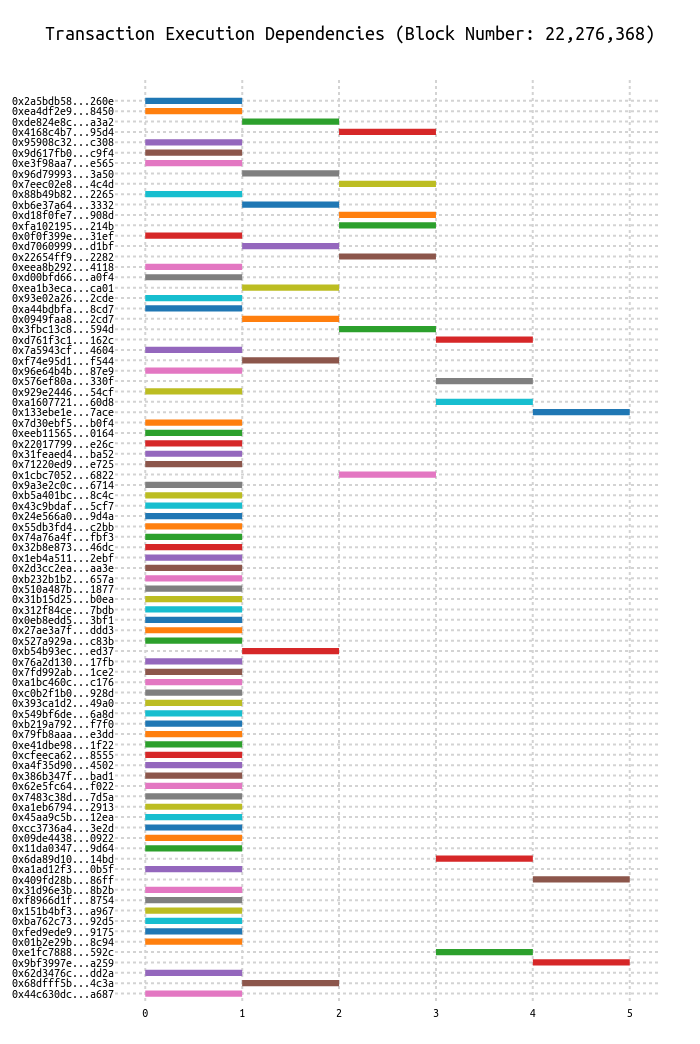 Transaction Execution Dependencies (Block Number: 22,276,368)
0x2a5bdb58...260e
0xea4df2e9...8450
0xde824e8c...a3a2
0x4168c4b7...95d4
0x95908c32...c308
0x9d617fb0...c9f4
0xe3f98aa7...e565
0x96d79993...3a50
0x7eec02e8...4c4d
0x88b49b82...2265
0xb6e37a64...3332
0xd18f0fe7...908d
0xfa102195...214b
0x0f0f399e...31ef
0xd7060999...d1bf
0x22654ff9...2282
0xeea8b292...4118
0xd00bfd66...a0f4
0xea1b3eca...ca01
0x93e02a26...2cde
0xa44bdbfa...8cd7
0x0949faa8...2cd7
0x3fbc13c8...594d
0xd761f3c1...162c
0x7a5943cf...4604
0xf74e95d1...f544
0x96e64b4b...87e9
0x576ef80a...330f
0x929e2446...54cf
0xa1607721...60d8
0x133ebe1e...7ace
0x7d30ebf5...b0f4
0xeeb11565...0164
0x22017799...e26c
0x31feaed4...ba52
0x71220ed9...e725
0x1cbc7052...6822
0x9a3e2c0c...6714
0xb5a401bc...8c4c
0x43c9bdaf...5cf7
0x24e566a0...9d4a
0x55db3fd4...c2bb
0x74a76a4f...fbf3
0x32b8e873...46dc
0x1eb4a511...2ebf
0x2d3cc2ea...aa3e
0xb232b1b2...657a
0x510a487b...1877
0x31b15d25...b0ea
0x312f84ce...7bdb
0x0eb8edd5...3bf1
0x27ae3a7f...ddd3
0x527a929a...c83b
0xb54b93ec...ed37
0x76a2d130...17fb
0x7fd992ab...1ce2
0xa1bc460c...c176
0xc0b2f1b0...928d
0x393ca1d2...49a0
0x549bf6de...6a8d
0xb219a792...f7f0
0x79fb8aaa...e3dd
0xe41dbe98...1f22
0xcfeeca62...8555
0xa4f35d90...4502
0x386b347f...bad1
0x62e5fc64...f022
0x7483c38d...7d5a
0xa1eb6794...2913
0x45aa9c5b...12ea
0xcc3736a4...3e2d
0x09de4438...0922
0x11da0347...9d64
0x6da89d10...14bd
0xa1ad12f3...0b5f
0x409fd28b...86ff
0x31d96e3b...8b2b
0xf8966d1f...8754
0x151b4bf3...a967
0xba762c73...92d5
0xfed9ede9...9175
0x01b2e29b...8c94
0xe1fc7888...592c
0x9bf3997e...a259
0x62d3476c...dd2a
0x68dfff5b...4c3a
0x44c630dc...a687
0 1 2 3 4 5